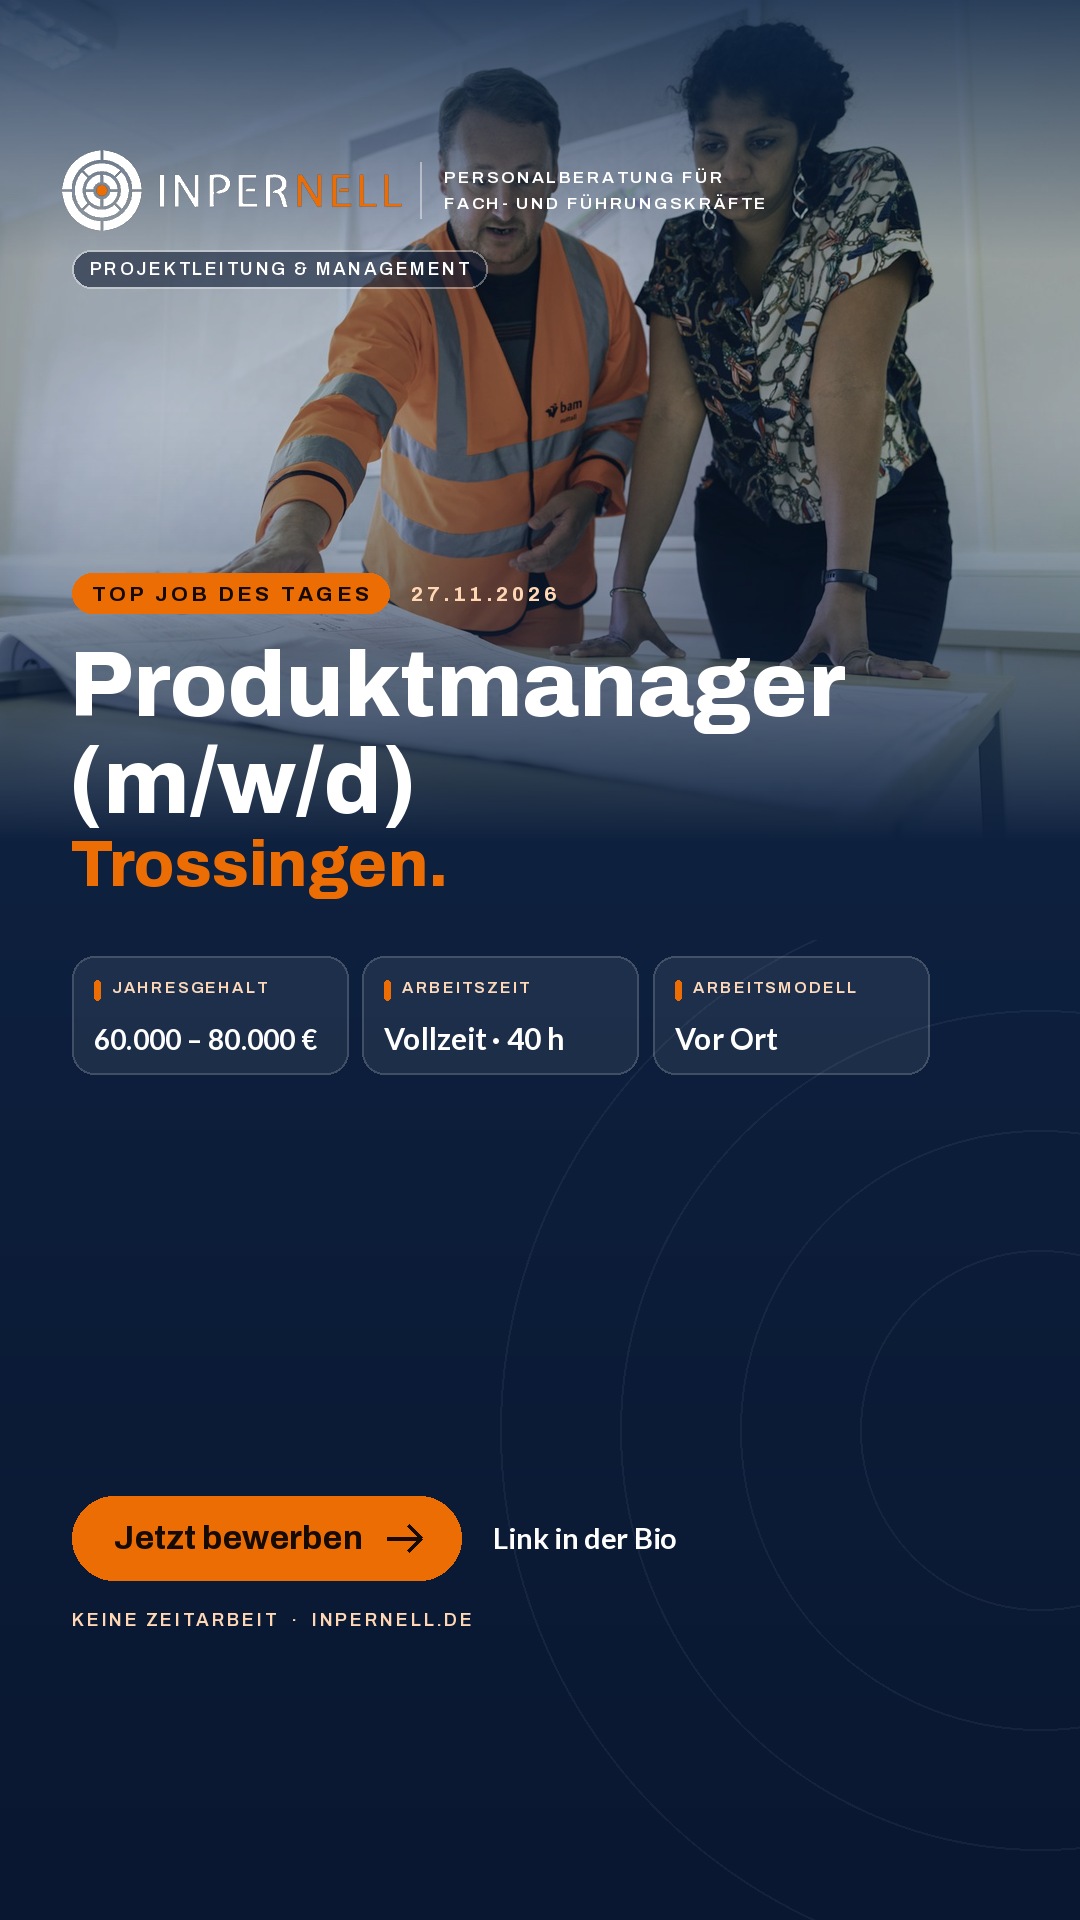 INPERNELL
PERSONALBERATUNG FÜR
FACH- UND FÜHRUNGSKRÄFTE
PROJEKTLEITUNG & MANAGEMENT
bam
nuttall
TOP JOB DES TAGES 27.11.2026
Produktmanager
(m/w/d)
Trossingen.
JAHRESGEHALT
60.000 – 80.000 €
ARBEITSZEIT
Vollzeit · 40 h
ARBEITSMODELL
Vor Ort
Jetzt bewerben → Link in der Bio
KEINE ZEITARBEIT · INPERNELL.DE